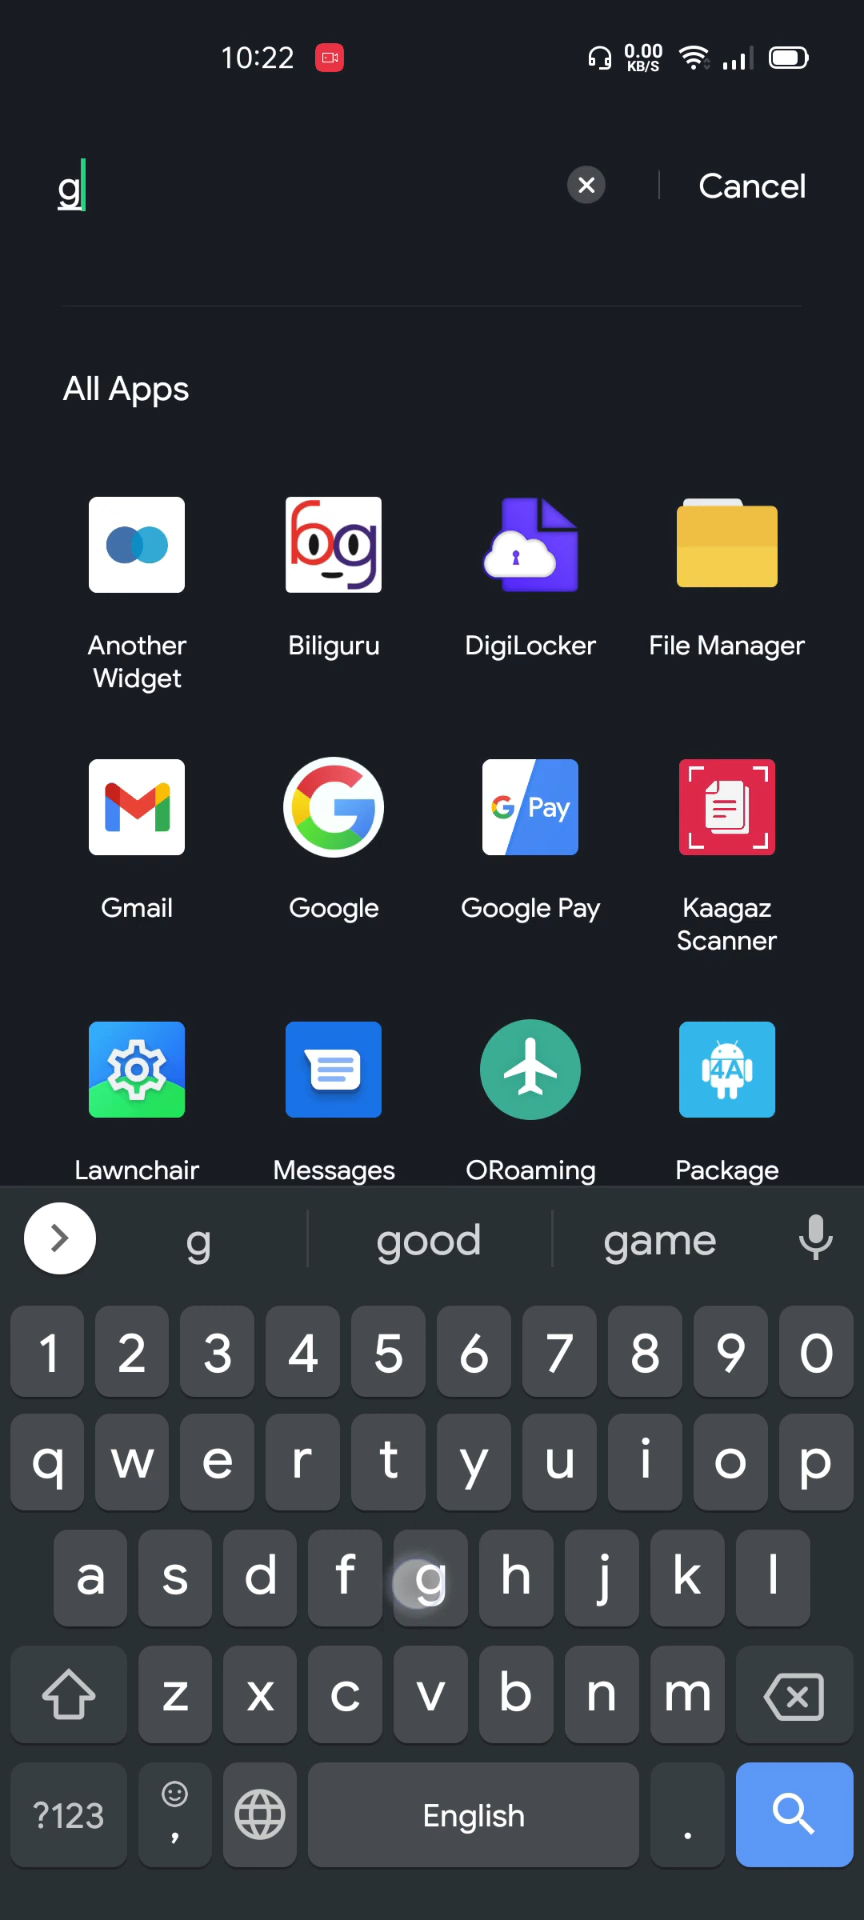 10:22
0.00
KB/S
g
Cancel
All Apps
bg
Another
Widget
Biliguru
DigiLocker
File Manager
G Pay
Gmail
Google
Google Pay
Kaagaz
Scanner
4A
Lawnchair
Messages
ORoaming
Package
g
good
game
1 2 3 4 5 6 7 8 9 0
q w e r t y u i o p
a s d f g h j k l
z x c v b n m
?123
,
English
.